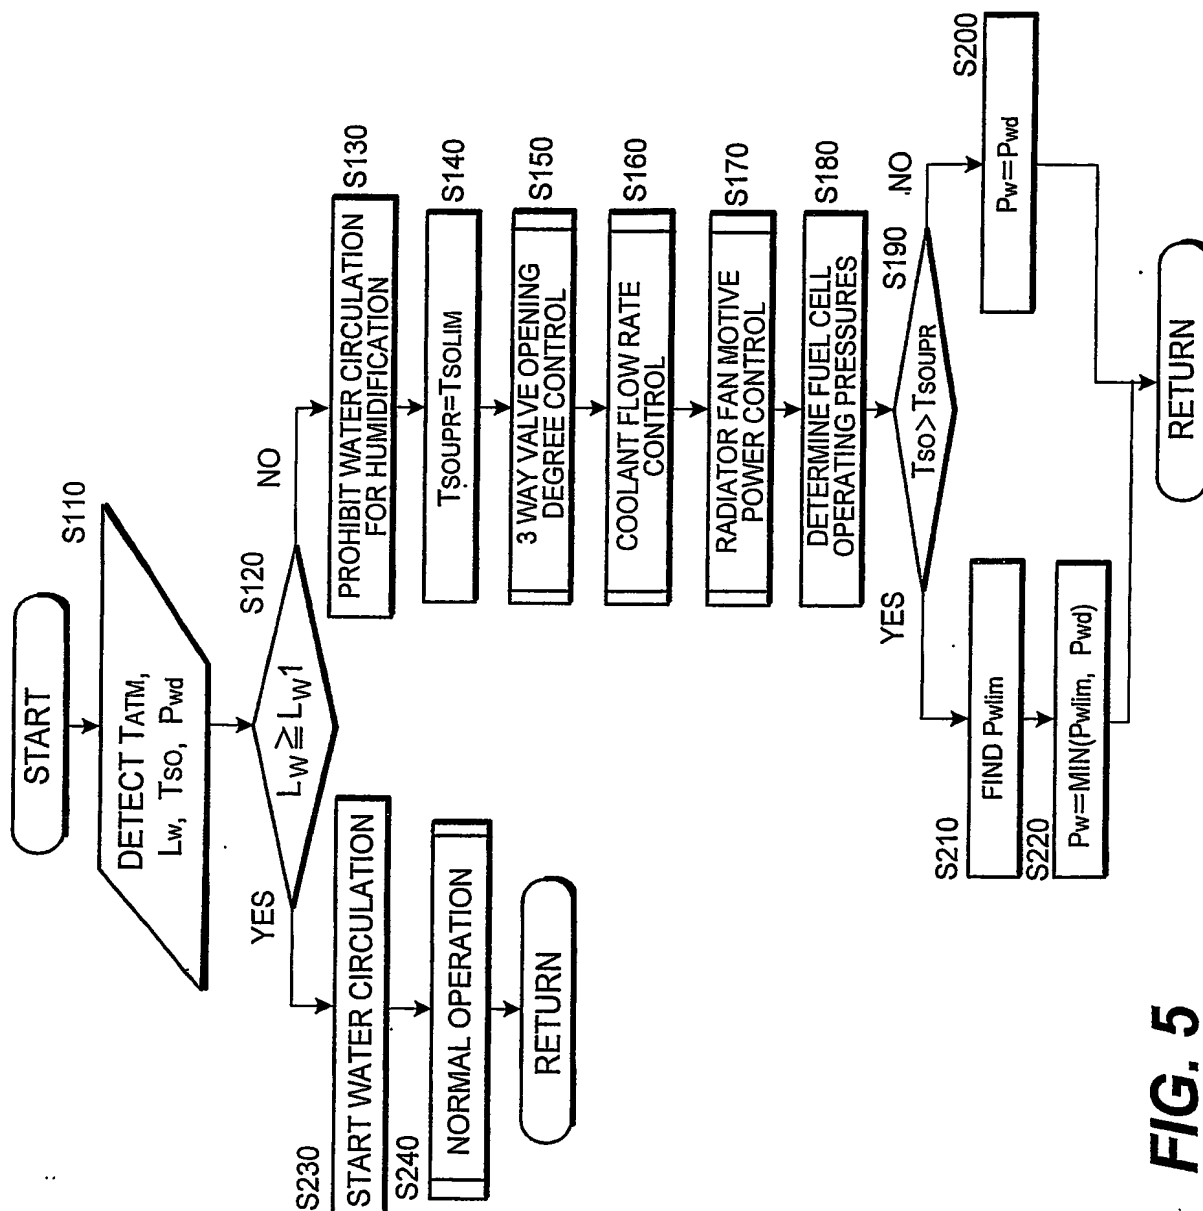 START
DETECT TATM,
Lw, Tso, Pwd
S110
S120
Lw≧Lw1
YES
NO
S230
START WATER CIRCULATION
S240
NORMAL OPERATION
RETURN
PROHIBIT WATER CIRCULATION
FOR HUMIDIFICATION
S130
TSOUPR=TSOLIM
S140
3 WAY VALVE OPENING
DEGREE CONTROL
S150
COOLANT FLOW RATE
CONTROL
S160
RADIATOR FAN MOTIVE
POWER CONTROL
S170
DETERMINE FUEL CELL
OPERATING PRESSURES
S180
S190
Tso>TSOUPR
YES
NO
S210
FIND Pwlim
S220
Pw=MIN(Pwlim, Pwd)
S200
Pw=Pwd
RETURN
FIG. 5